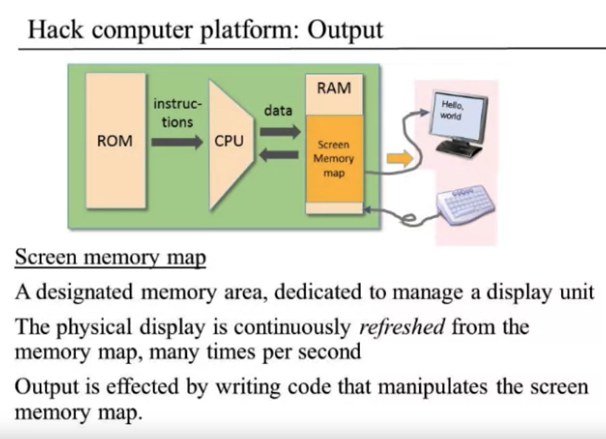 Hack computer platform: Output
ROM
instruc-
tions
CPU
data
RAM
Screen
Memory
map
Hello,
world
Screen memory map
A designated memory area, dedicated to manage a display unit
The physical display is continuously refreshed from the
memory map, many times per second
Output is effected by writing code that manipulates the screen
memory map.